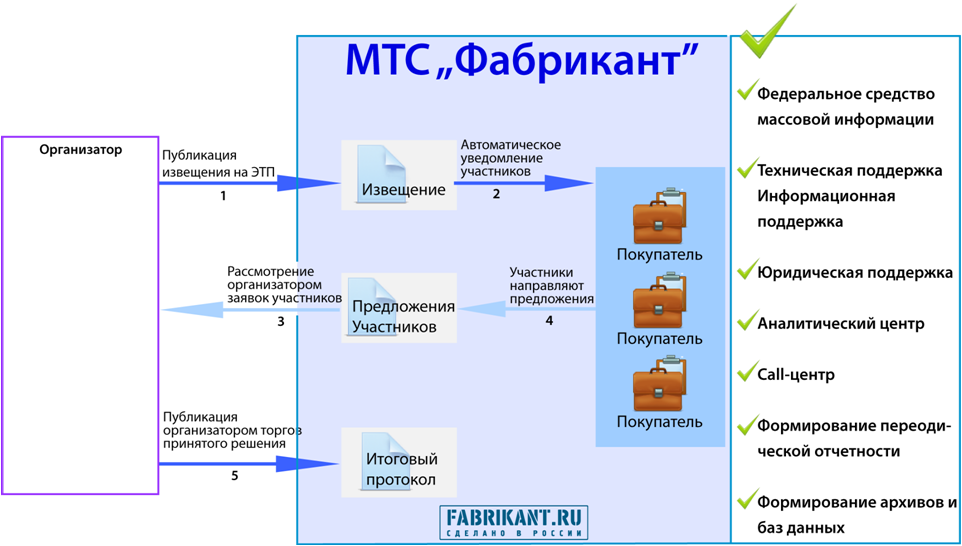 МТС „Фабрикант”
Организатор
Публикация
извещения на ЭТП
1
Извещение
Автоматическое
уведомление
участников
2
Покупатель
Покупатель
Покупатель
Рассмотрение
организатором
заявок участников
3
Предложения
Участников
Участники
направляют
предложения
4
Публикация
организатором торгов
принятого решения
5
Итоговый
протокол
FABRIKANT.RU
СДЕЛАНО В РОССИИ
Федеральное средство
массовой информации
Техническая поддержка
Информационная
поддержка
Юридическая поддержка
Аналитический центр
Call-центр
Формирование переоди-
ческой отчетности
Формирование архивов и
баз данных